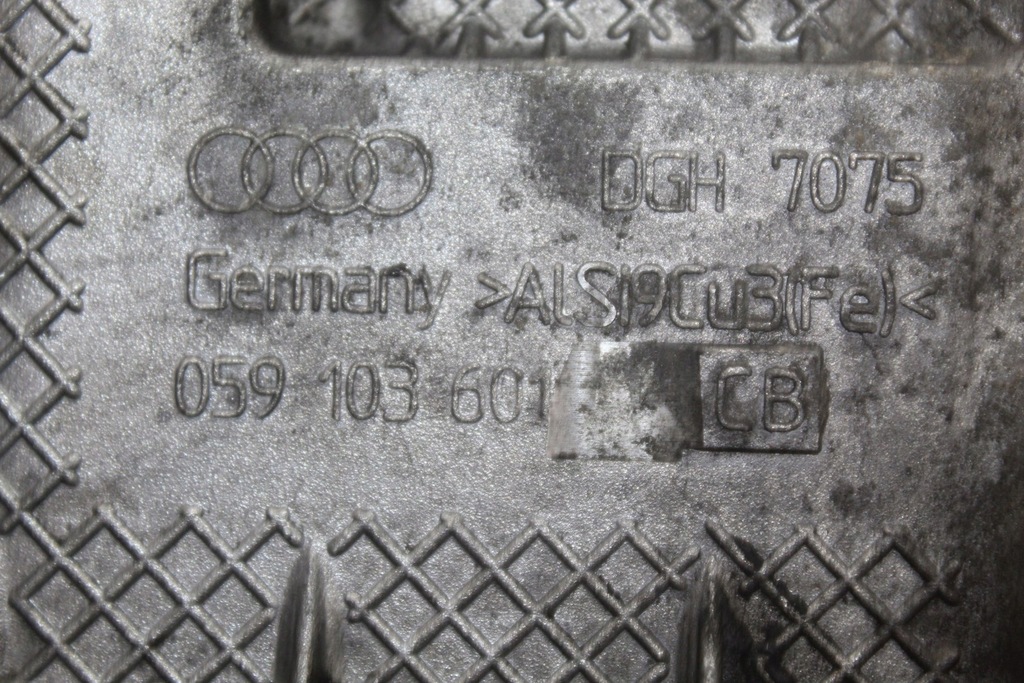 DGH 7075
Germany >AlSi9Cu3(Fe)<
059 103 601 CB